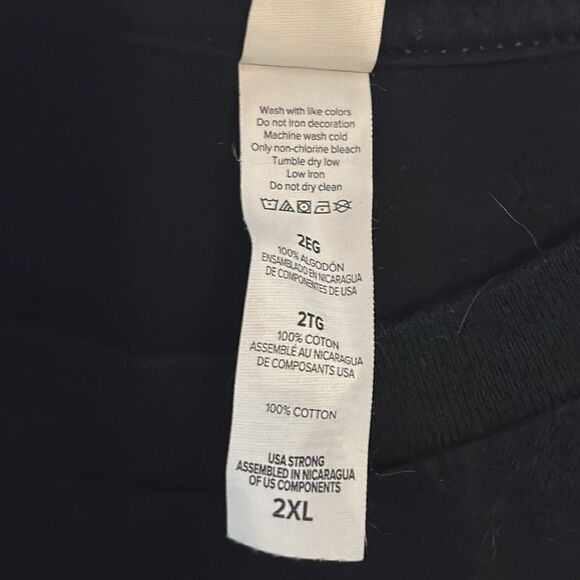 Wash with like colors
Do not iron decoration
Machine wash cold
Only non-chlorine bleach
Tumble dry low
Low iron
Do not dry clean
2EG
100% ALGODÓN
ENSAMBLADO EN NICARAGUA
DE COMPONENTES DE USA
2TG
100% COTON
ASSEMBLÉ AU NICARAGUA
DE COMPOSANTS USA
100% COTTON
USA STRONG
ASSEMBLED IN NICARAGUA
OF US COMPONENTS
2XL